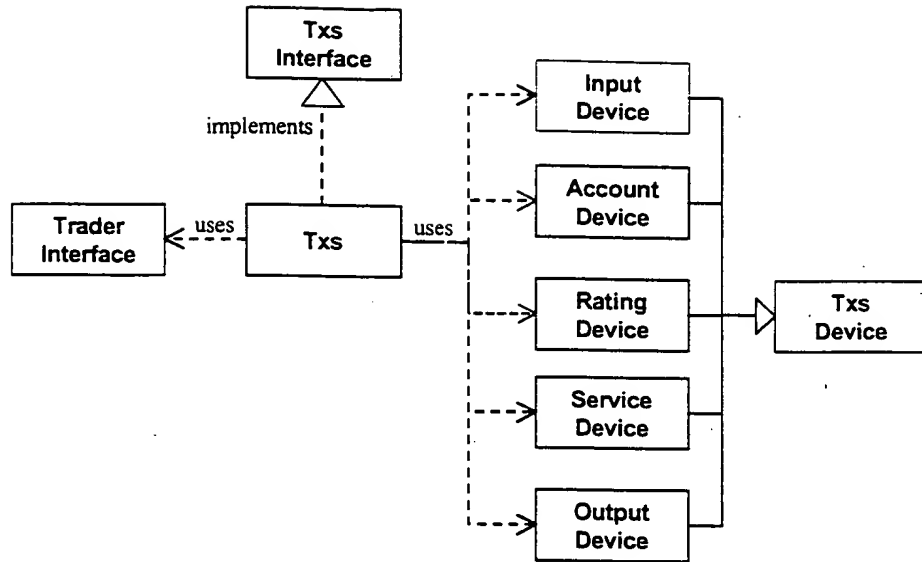 Txs
Interface
implements
Input
Device
Account
Device
Trader
Interface
uses
Txs
uses
Rating
Device
Txs
Device
Service
Device
Output
Device